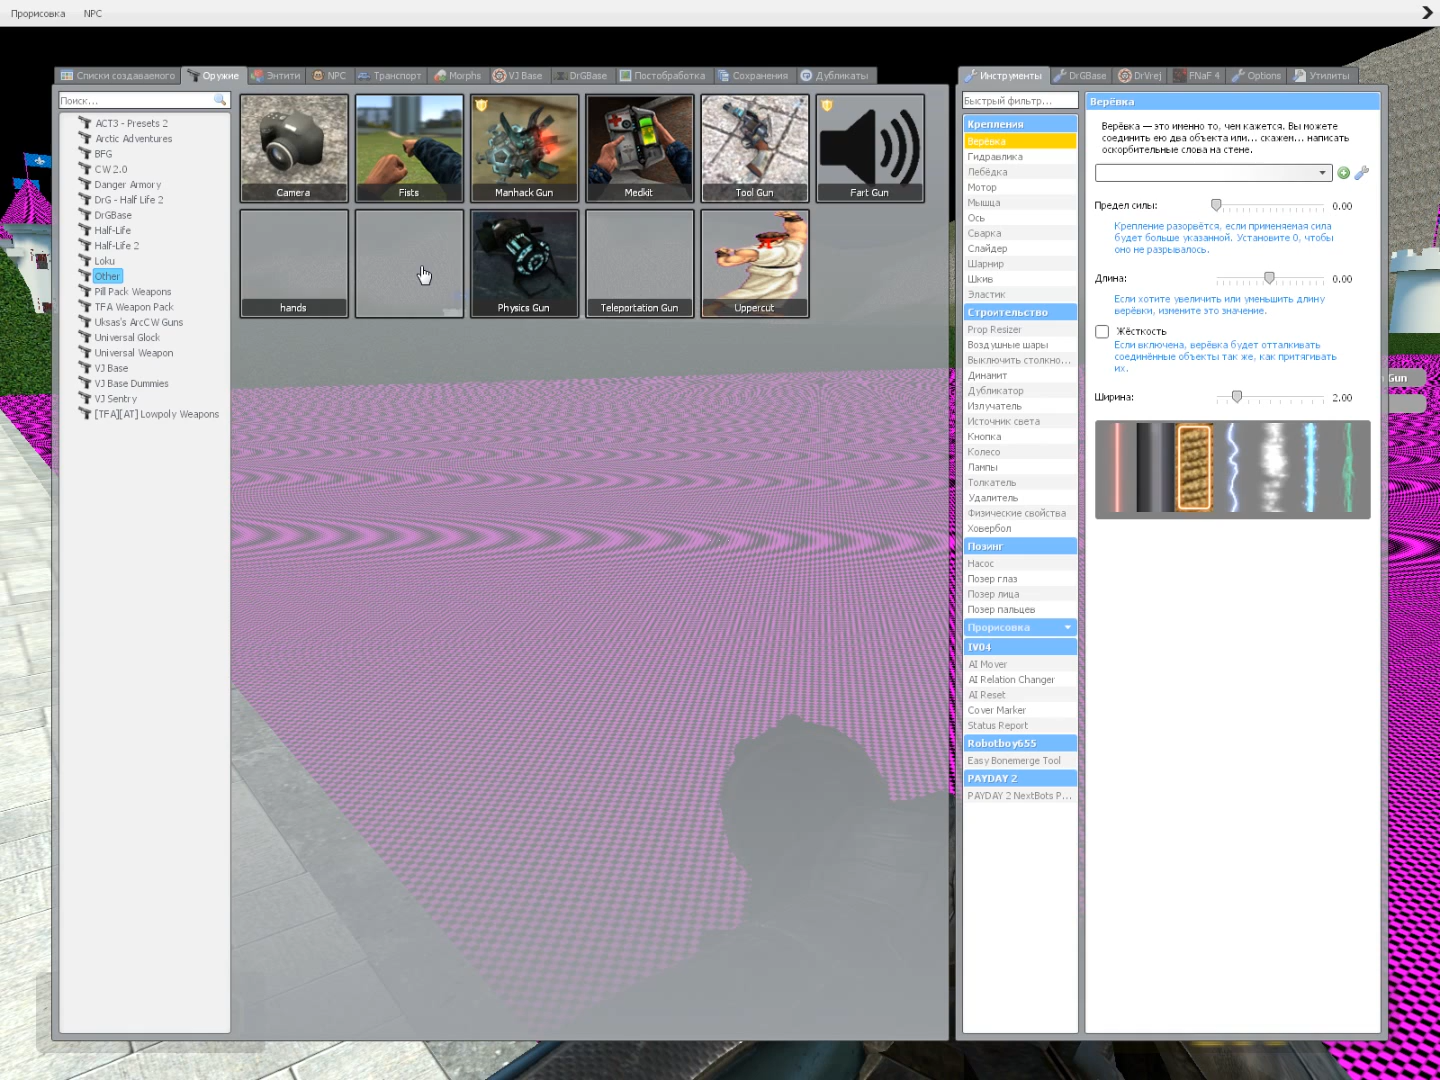 Прорисовка NPC
Списки создаваемого Оружие Энтити NPC Транспорт Morphs VJ Base DrGBase Постобработка Сохранения Дубликаты
Поиск...
ACT3 - Presets 2
Arctic Adventures
BFG
CW 2.0
Danger Armory
DrG - Half Life 2
DrGBase
Half-Life
Half-Life 2
Loku
Other
Pill Pack Weapons
TFA Weapon Pack
Uksas's ArcCW Guns
Universal Glock
Universal Weapon
VJ Base
VJ Base Dummies
VJ Sentry
[TFA][AT] Lowpoly Weapons
Camera Fists Manhack Gun Medkit Tool Gun Fart Gun
hands Physics Gun Teleportation Gun Uppercut
Инструменты DrGBase DrVrej FNaF 4 Options Утилиты
Быстрый фильтр...
Крепления
Верёвка
Гидравлика
Лебёдка
Мотор
Мышца
Ось
Сварка
Слайдер
Шарнир
Шкив
Эластик
Строительство
Prop Resizer
Воздушные шары
Выключить столкно...
Динамит
Дубликатор
Излучатель
Источник света
Кнопка
Колесо
Лампы
Толкатель
Удалитель
Физические свойства
Ховербол
Позинг
Насос
Позер глаз
Позер лица
Позер пальцев
Прорисовка
IV04
AI Mover
AI Relation Changer
AI Reset
Cover Marker
Status Report
Robotboy655
Easy Bonemerge Tool
PAYDAY 2
PAYDAY 2 NextBots P...
Верёвка
Верёвка — это именно то, чем кажется. Вы можете
соединить ею два объекта или... скажем... написать
оскорбительные слова на стене.
Предел силы: 0.00
Крепление разорвётся, если применяемая сила
будет больше указанной. Установите 0, чтобы
оно не разрывалось.
Длина: 0.00
Если хотите увеличить или уменьшить длину
верёвки, измените это значение.
Жёсткость
Если включена, верёвка будет отталкивать
соединённые объекты так же, как притягивать
их.
Ширина: 2.00
Gun